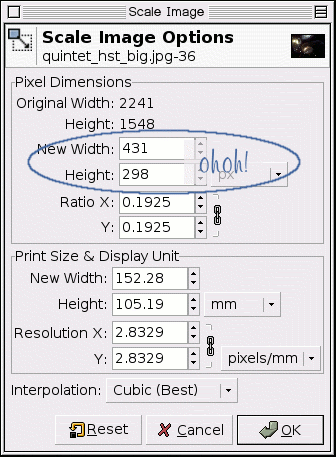 Scale Image
Scale Image Options
quintet_hst_big.jpg-36
Pixel Dimensions
Original Width: 2241
Height: 1548
New Width: 431
Height: 298 px
ohoh!
Ratio X: 0.1925
Y: 0.1925
Print Size & Display Unit
New Width: 152.28
Height: 105.19 mm
Resolution X: 2.8329
Y: 2.8329 pixels/mm
Interpolation: Cubic (Best)
Reset Cancel OK